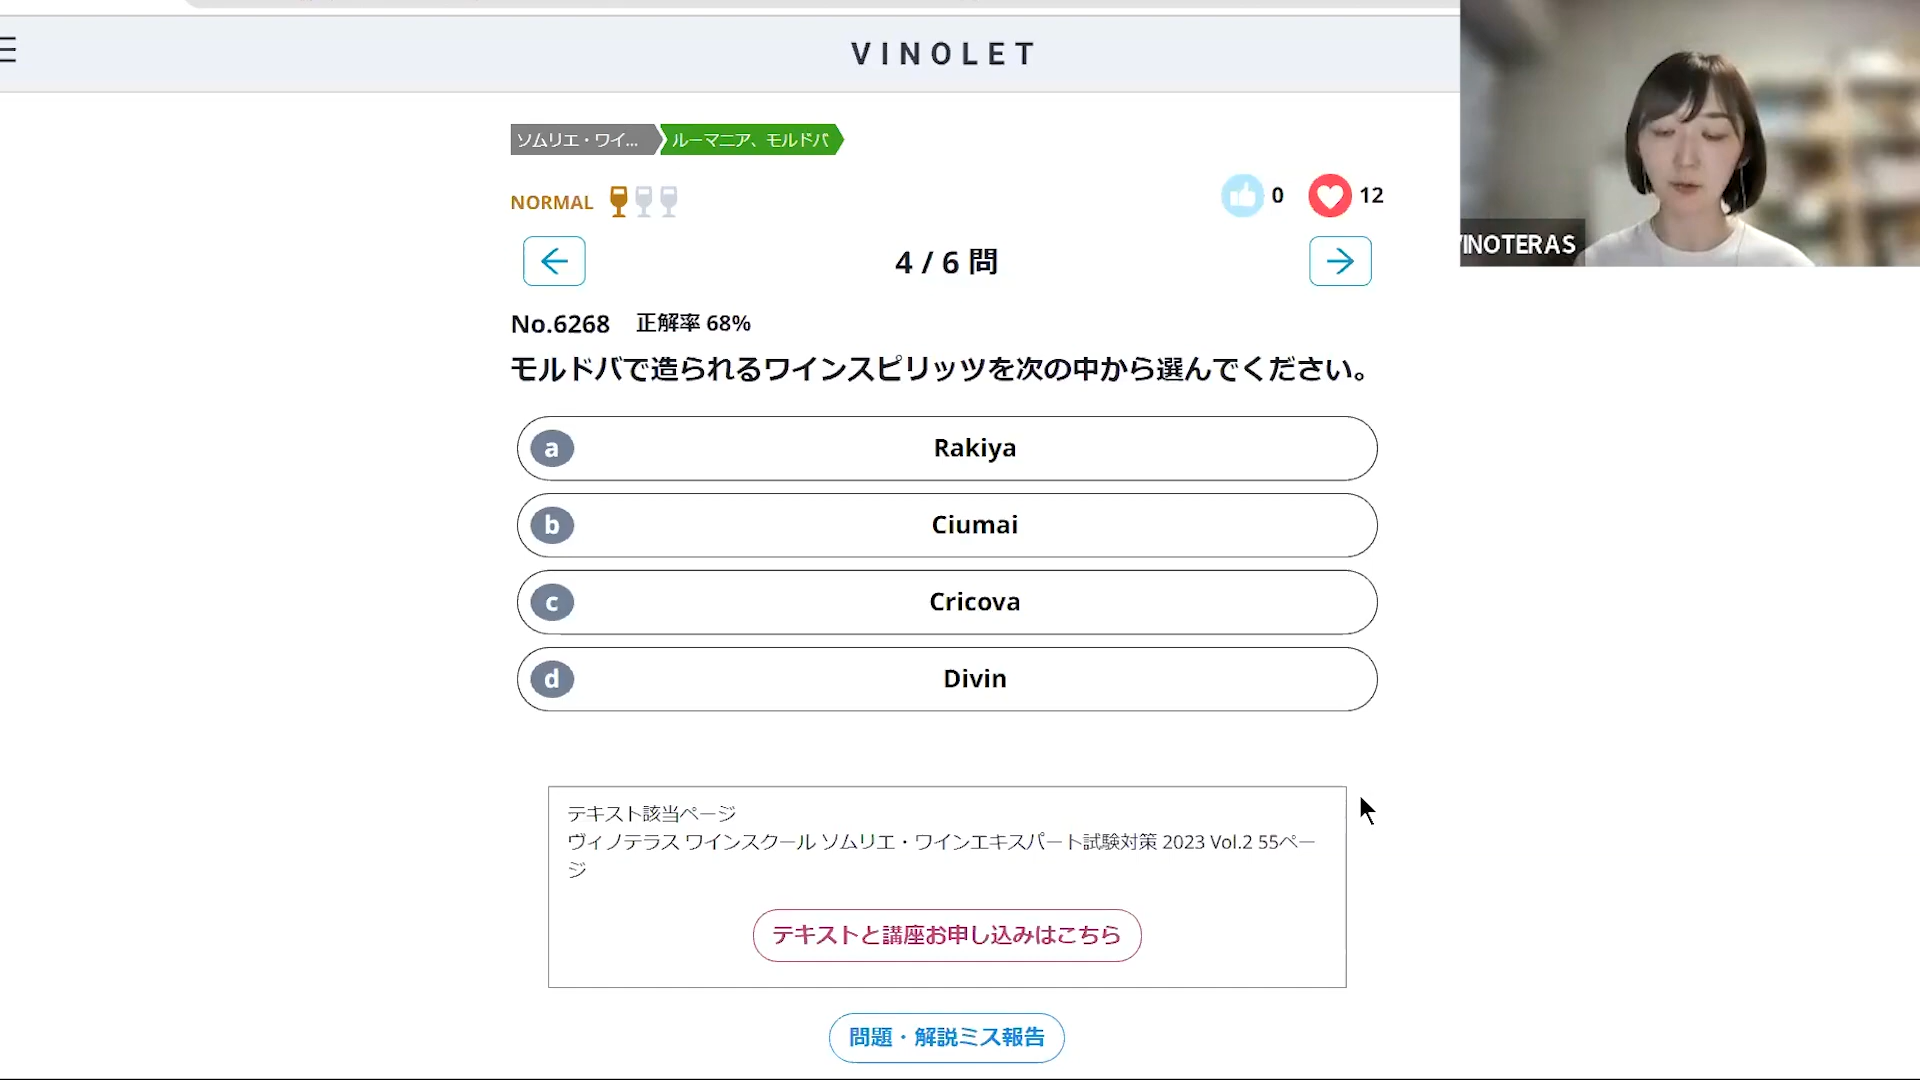 VINOLET
ソムリエ・ワイ... ルーマニア、モルドバ
NORMAL
0 12
4 / 6 問
No.6268 正解率 68%
モルドバで造られるワインスピリッツを次の中から選んでください。
a Rakiya
b Ciumai
c Cricova
d Divin
テキスト該当ページ
ヴィノテラス ワインスクール ソムリエ・ワインエキスパート試験対策 2023 Vol.2 55ペー
ジ
テキストと講座お申し込みはこちら
問題・解説ミス報告
VINOTERAS